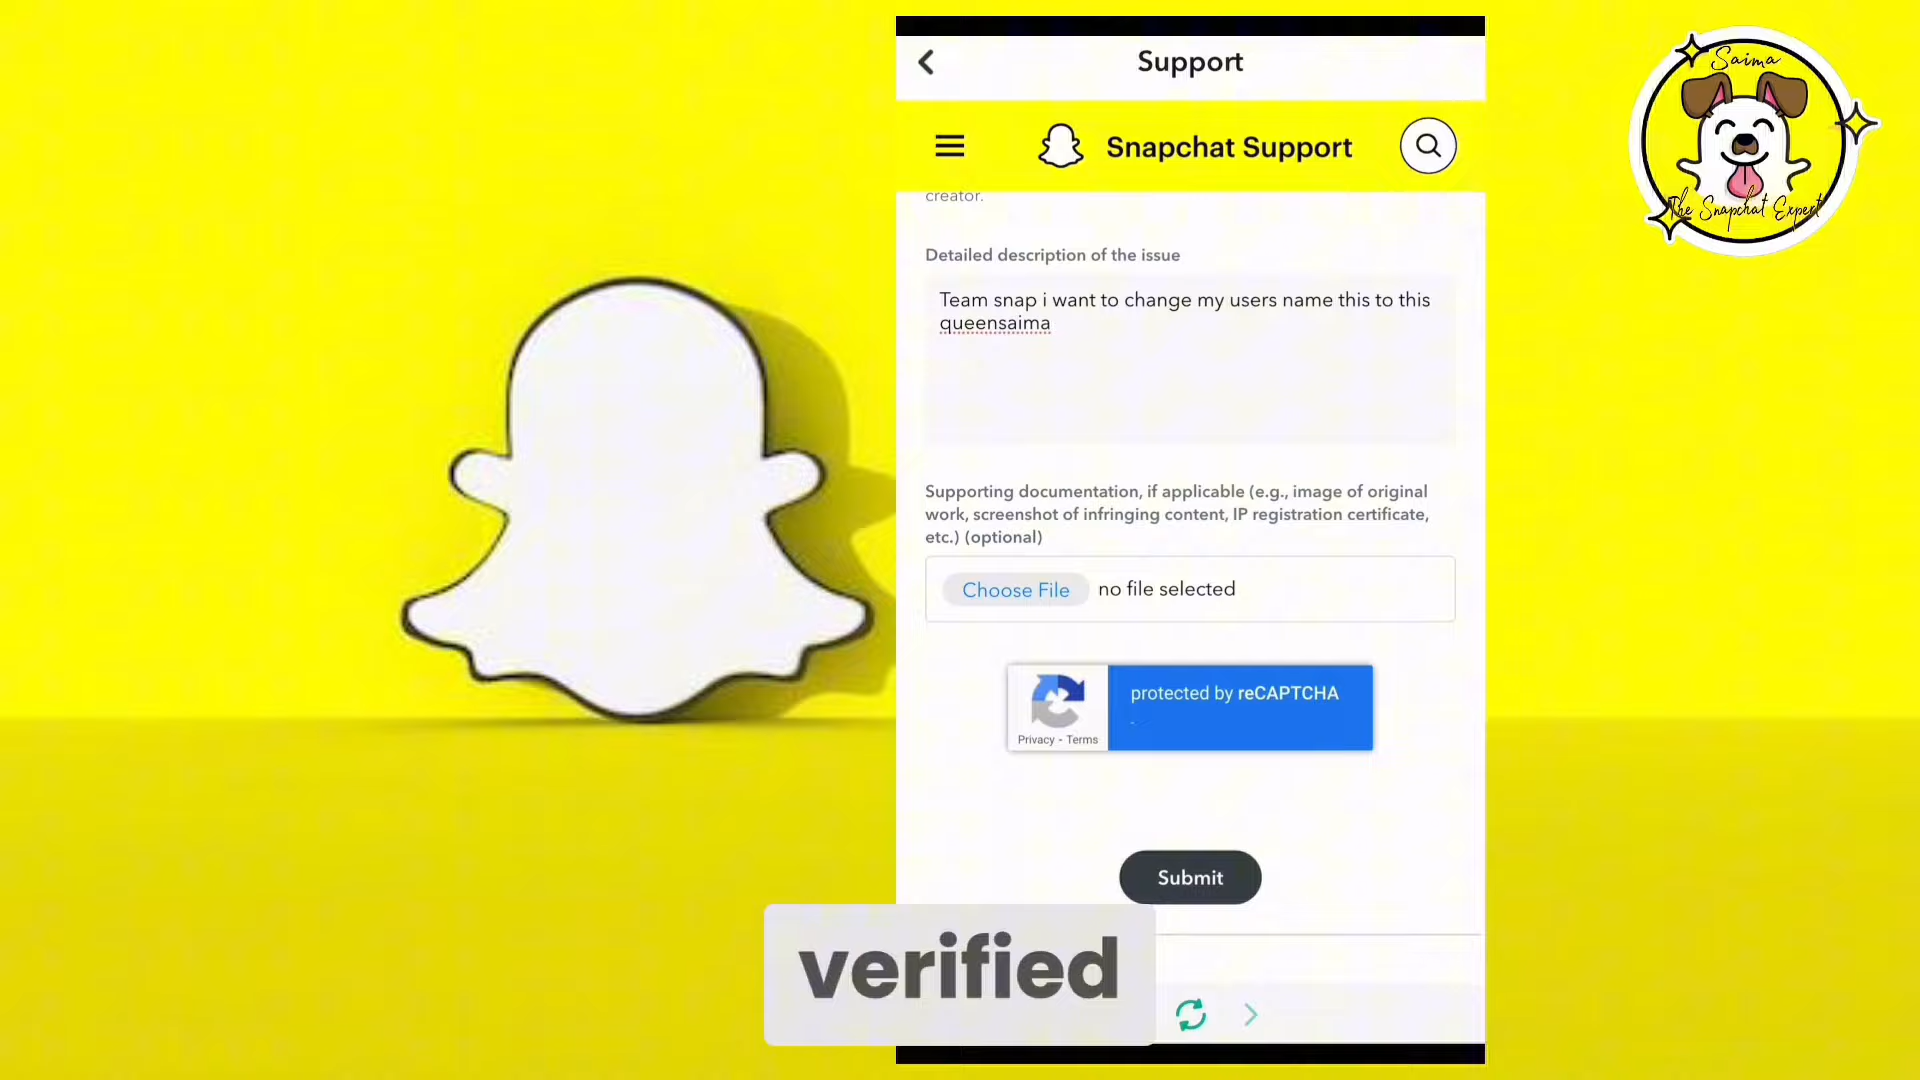 Support
Snapchat Support
creator.
Detailed description of the issue
Team snap i want to change my users name this to this
queensaima
Supporting documentation, if applicable (e.g., image of original
work, screenshot of infringing content, IP registration certificate,
etc.) (optional)
Choose File no file selected
protected by reCAPTCHA
Privacy - Terms
Submit
verified
Saima
The Snapchat Expert